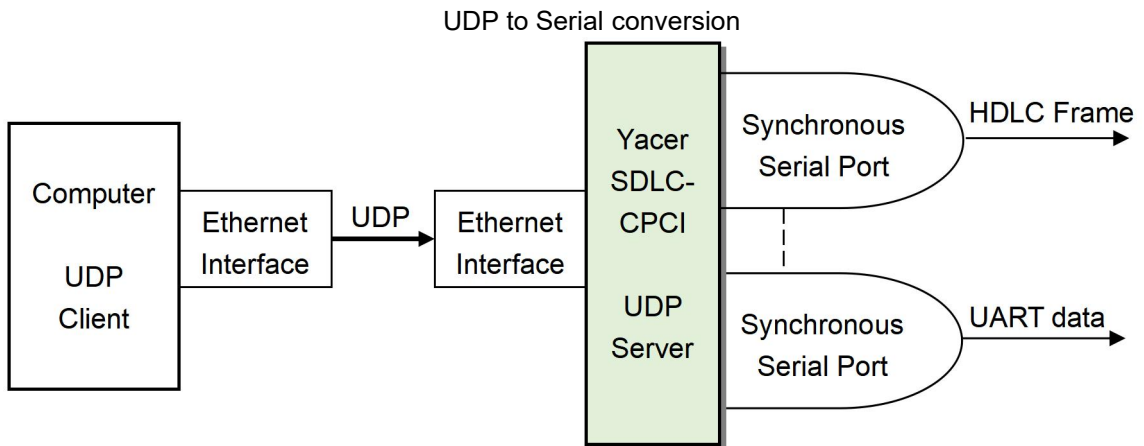 UDP to Serial conversion
Computer
UDP
Client
Ethernet
Interface
UDP
Ethernet
Interface
Yacer
SDLC-
CPCI
UDP
Server
Synchronous
Serial Port
HDLC Frame
Synchronous
Serial Port
UART data